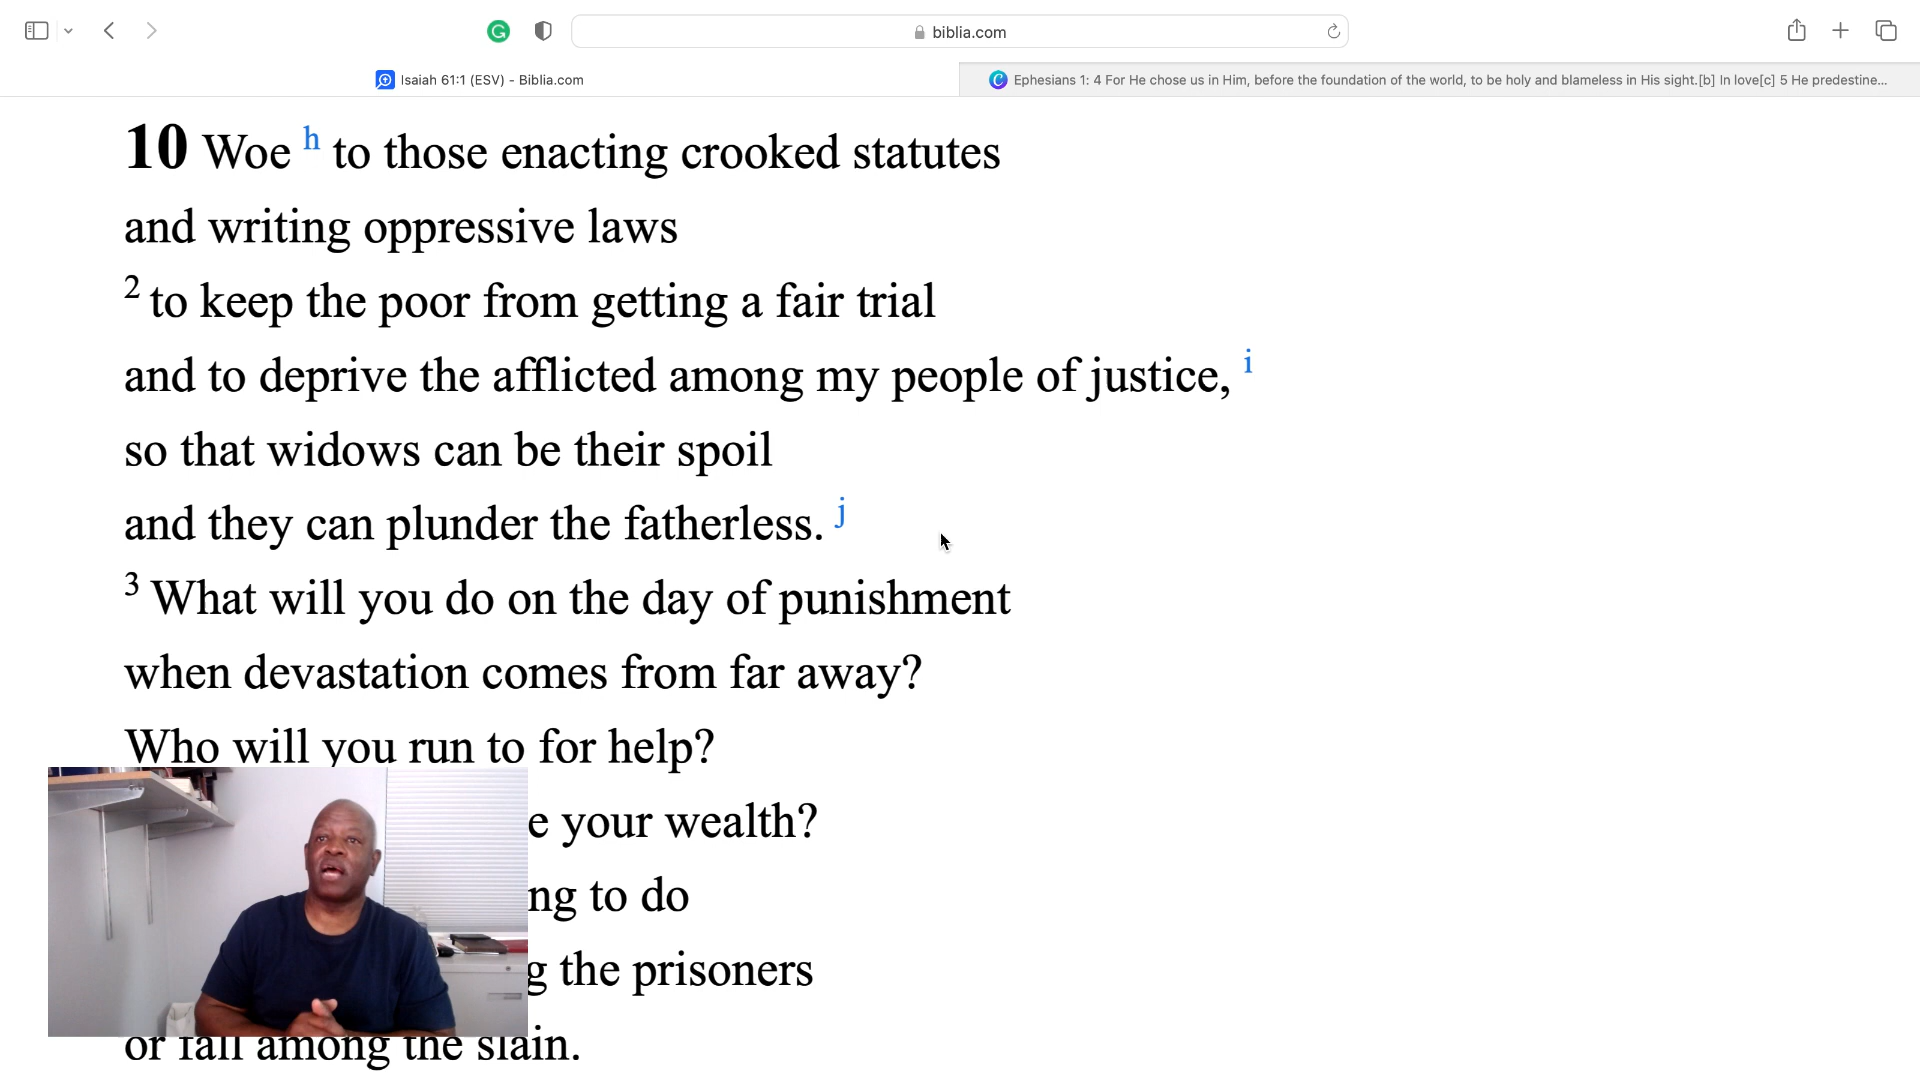 biblia.com
Isaiah 61:1 (ESV) - Biblia.com
Ephesians 1: 4 For He chose us in Him, before the foundation of the world, to be holy and blameless in His sight.[b] In love[c] 5 He predestine...
10 Woe h to those enacting crooked statutes
and writing oppressive laws
2 to keep the poor from getting a fair trial
and to deprive the afflicted among my people of justice, i
so that widows can be their spoil
and they can plunder the fatherless. j
3 What will you do on the day of punishment
when devastation comes from far away?
Who will you run to for help?
e your wealth?
ng to do
g the prisoners
or fall among the slain.